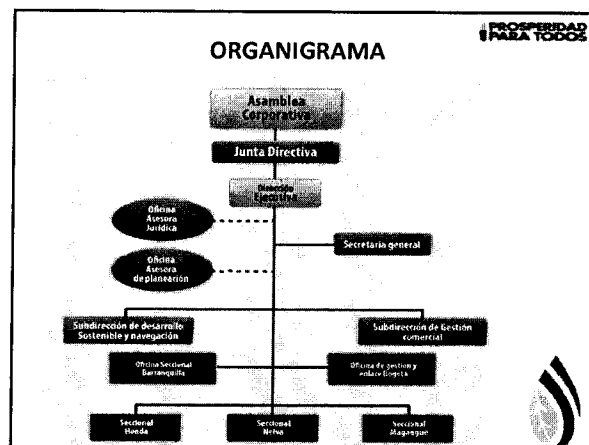 PROSPERIDAD
PARA TODOS
ORGANIGRAMA
Asamblea
Corporativa
Junta Directiva
Dirección
Ejecutiva
Oficina
Asesora
Jurídica
Secretaria general
Oficina
Asesora
de planeación
Subdirección de desarrollo
Sostenible y navegación
Subdirección de Gestión
comercial
Oficina Seccional
Barranquilla
Oficina de gestión y
enlace Bogotá
Seccional
Honda
Seccional
Neiva
Seccional
Magangué